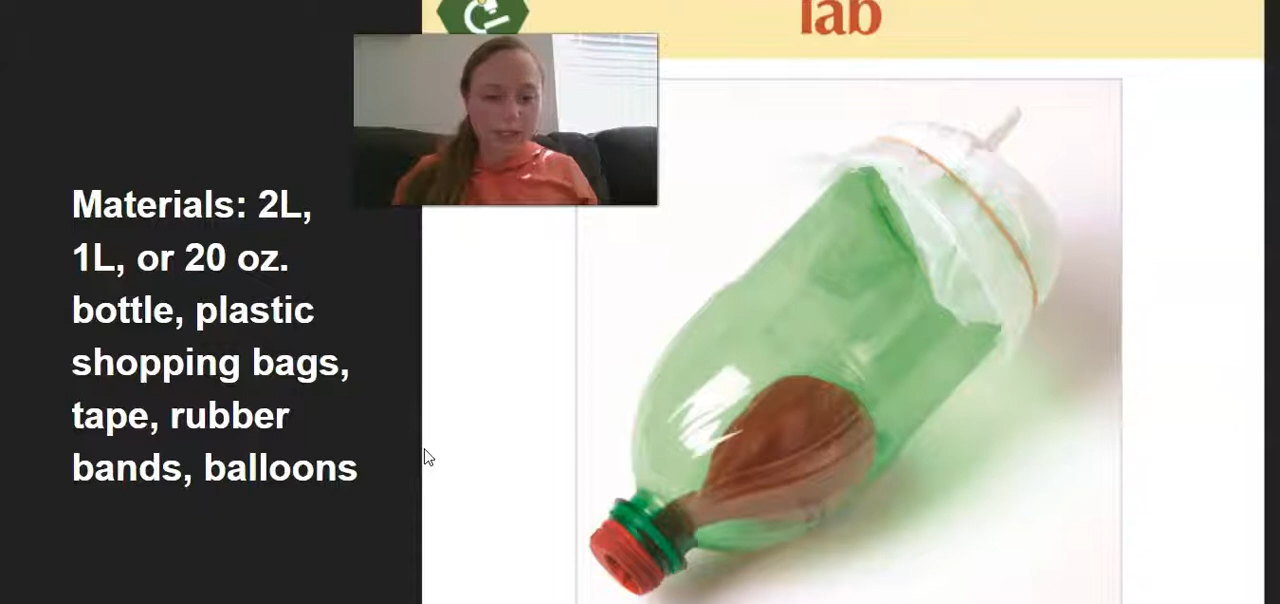 lab
Materials: 2L,
1L, or 20 oz.
bottle, plastic
shopping bags,
tape, rubber
bands, balloons